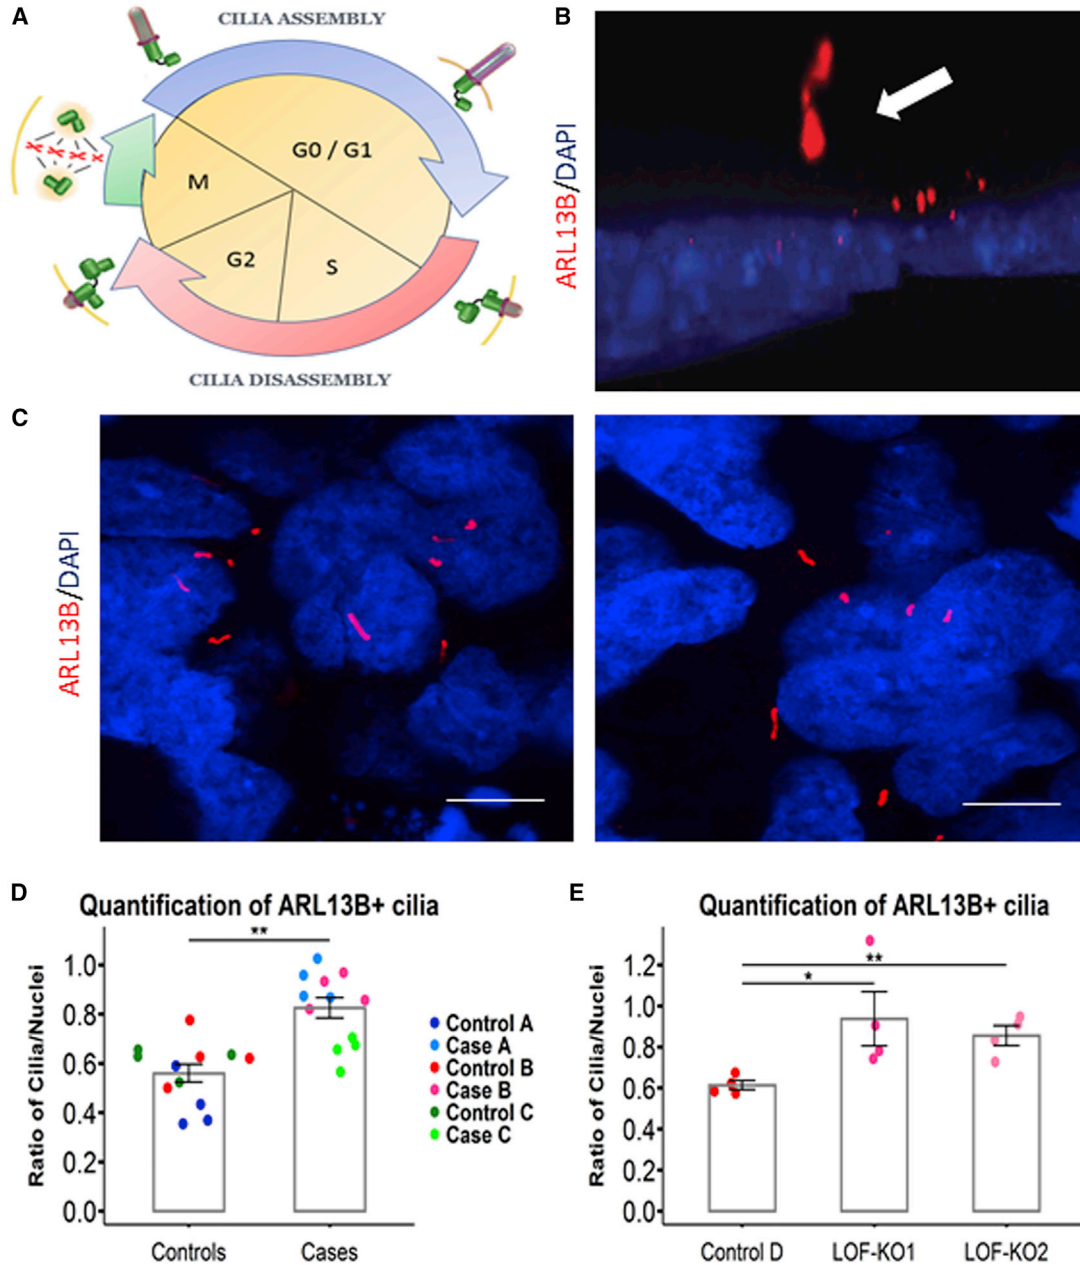 A
CILIA ASSEMBLY
G0 / G1
M
G2
S
CILIA DISASSEMBLY
B
ARL13B/DAPI
C
ARL13B/DAPI
D
Quantification of ARL13B+ cilia
**
Ratio of Cilia/Nuclei
1.0
0.8
0.6
0.4
0.2
0.0
Controls
Cases
Control A
Case A
Control B
Case B
Control C
Case C
E
Quantification of ARL13B+ cilia
**
*
Ratio of Cilia/Nuclei
1.2
1.0
0.8
0.6
0.4
0.2
0.0
Control D
LOF-KO1
LOF-KO2